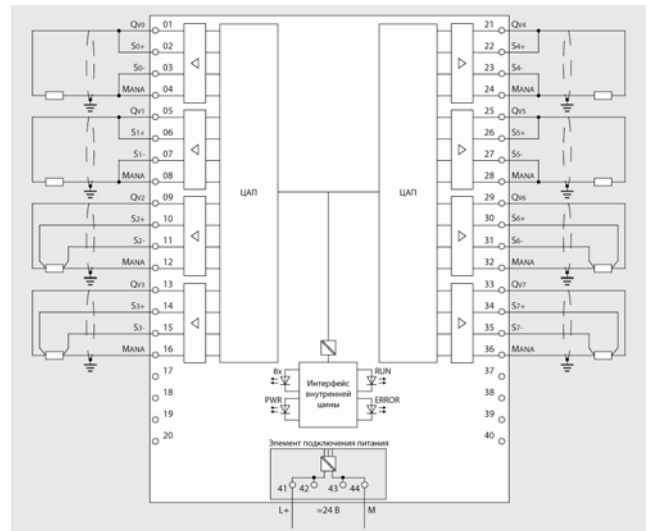 QV0 01 21 QV4
S0+ 02 22 S4+
S0- 03 23 S4-
MANA 04 24 MANA
QV1 05 25 QV5
S1+ 06 26 S5+
S1- 07 27 S5-
MANA 08 28 MANA
ЦАП ЦАП
QV2 09 29 QV6
S2+ 10 30 S6+
S2- 11 31 S6-
MANA 12 32 MANA
QV3 13 33 QV7
S3+ 14 34 S7+
S3- 15 35 S7-
MANA 16 36 MANA
17 37
8x RUN
18 38
Интерфейс
внутренней
шины
PWR ERROR
19 39
20 40
Элемент подключения питания
41 42 43 44
L+ =24 В M